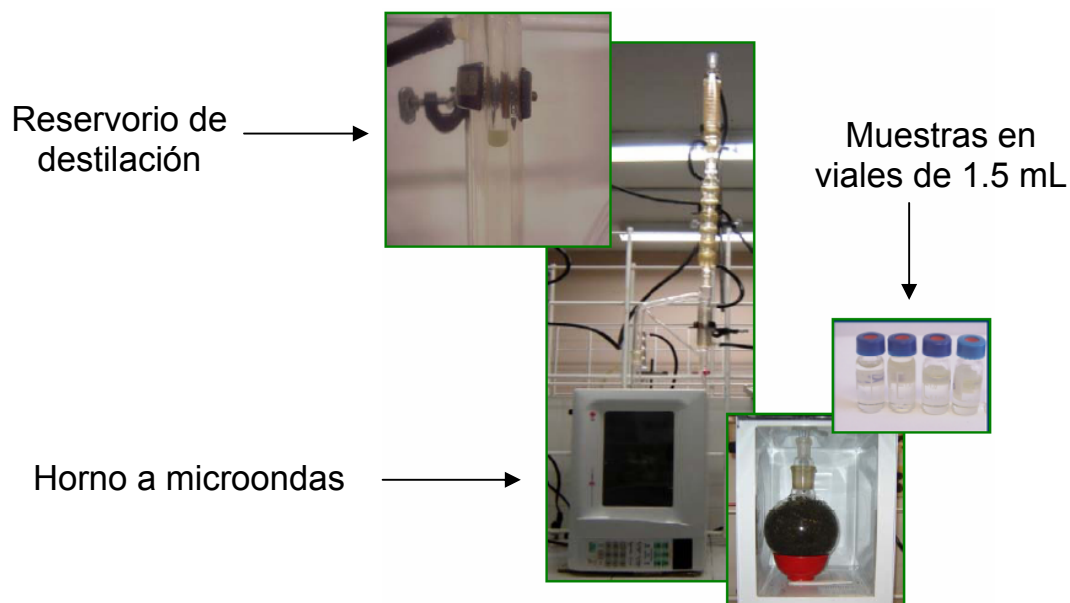 Reservorio de
destilación
Muestras en
viales de 1.5 mL
Horno a microondas